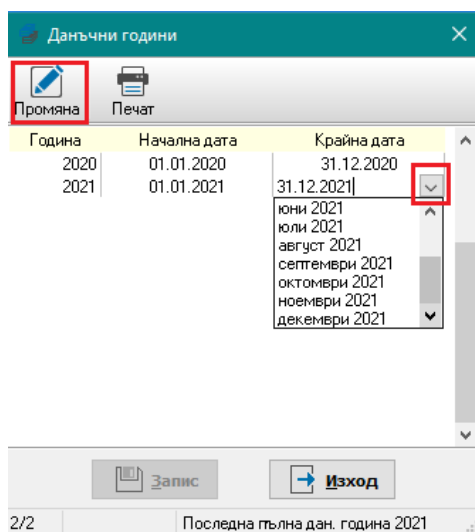 Данъчни години
Промяна Печат
Година Начална дата Крайна дата
2020 01.01.2020 31.12.2020
2021 01.01.2021 31.12.2021
юни 2021
юли 2021
август 2021
септември 2021
октомври 2021
ноември 2021
декември 2021
Запис Изход
2/2 Последна пълна дан. година 2021